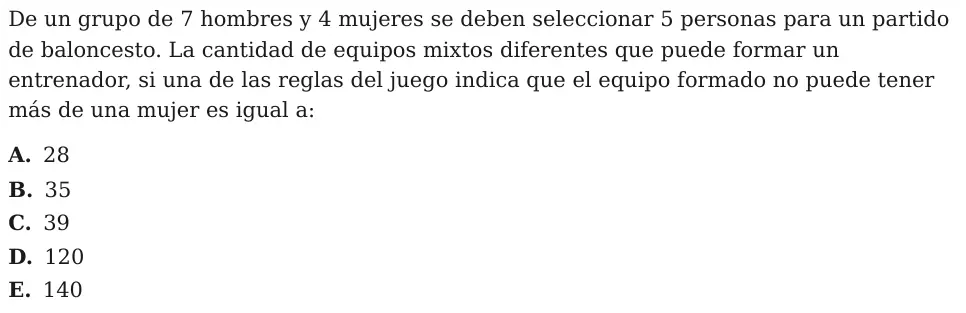 De un grupo de 7 hombres y 4 mujeres se deben seleccionar 5 personas para un partido
de baloncesto. La cantidad de equipos mixtos diferentes que puede formar un
entrenador, si una de las reglas del juego indica que el equipo formado no puede tener
más de una mujer es igual a:
A. 28
B. 35
C. 39
D. 120
E. 140